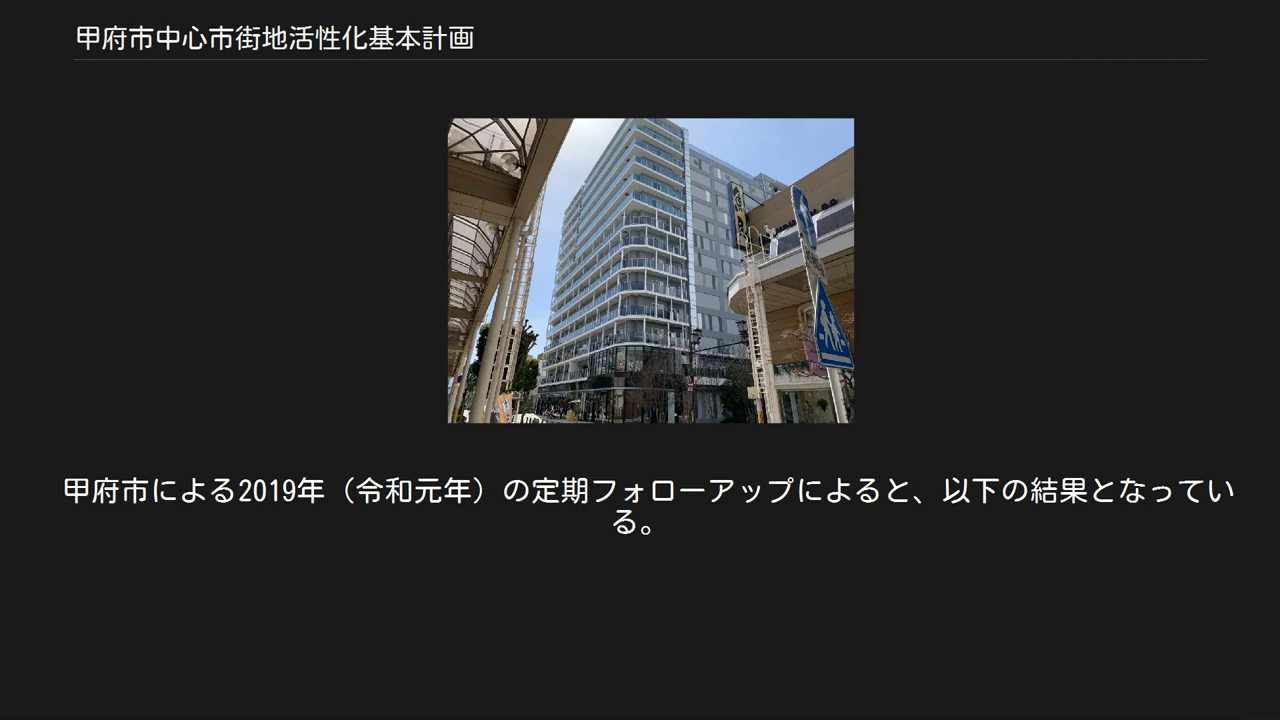 甲府市中心市街地活性化基本計画
甲府市による2019年（令和元年）の定期フォローアップによると、以下の結果となってい
る。